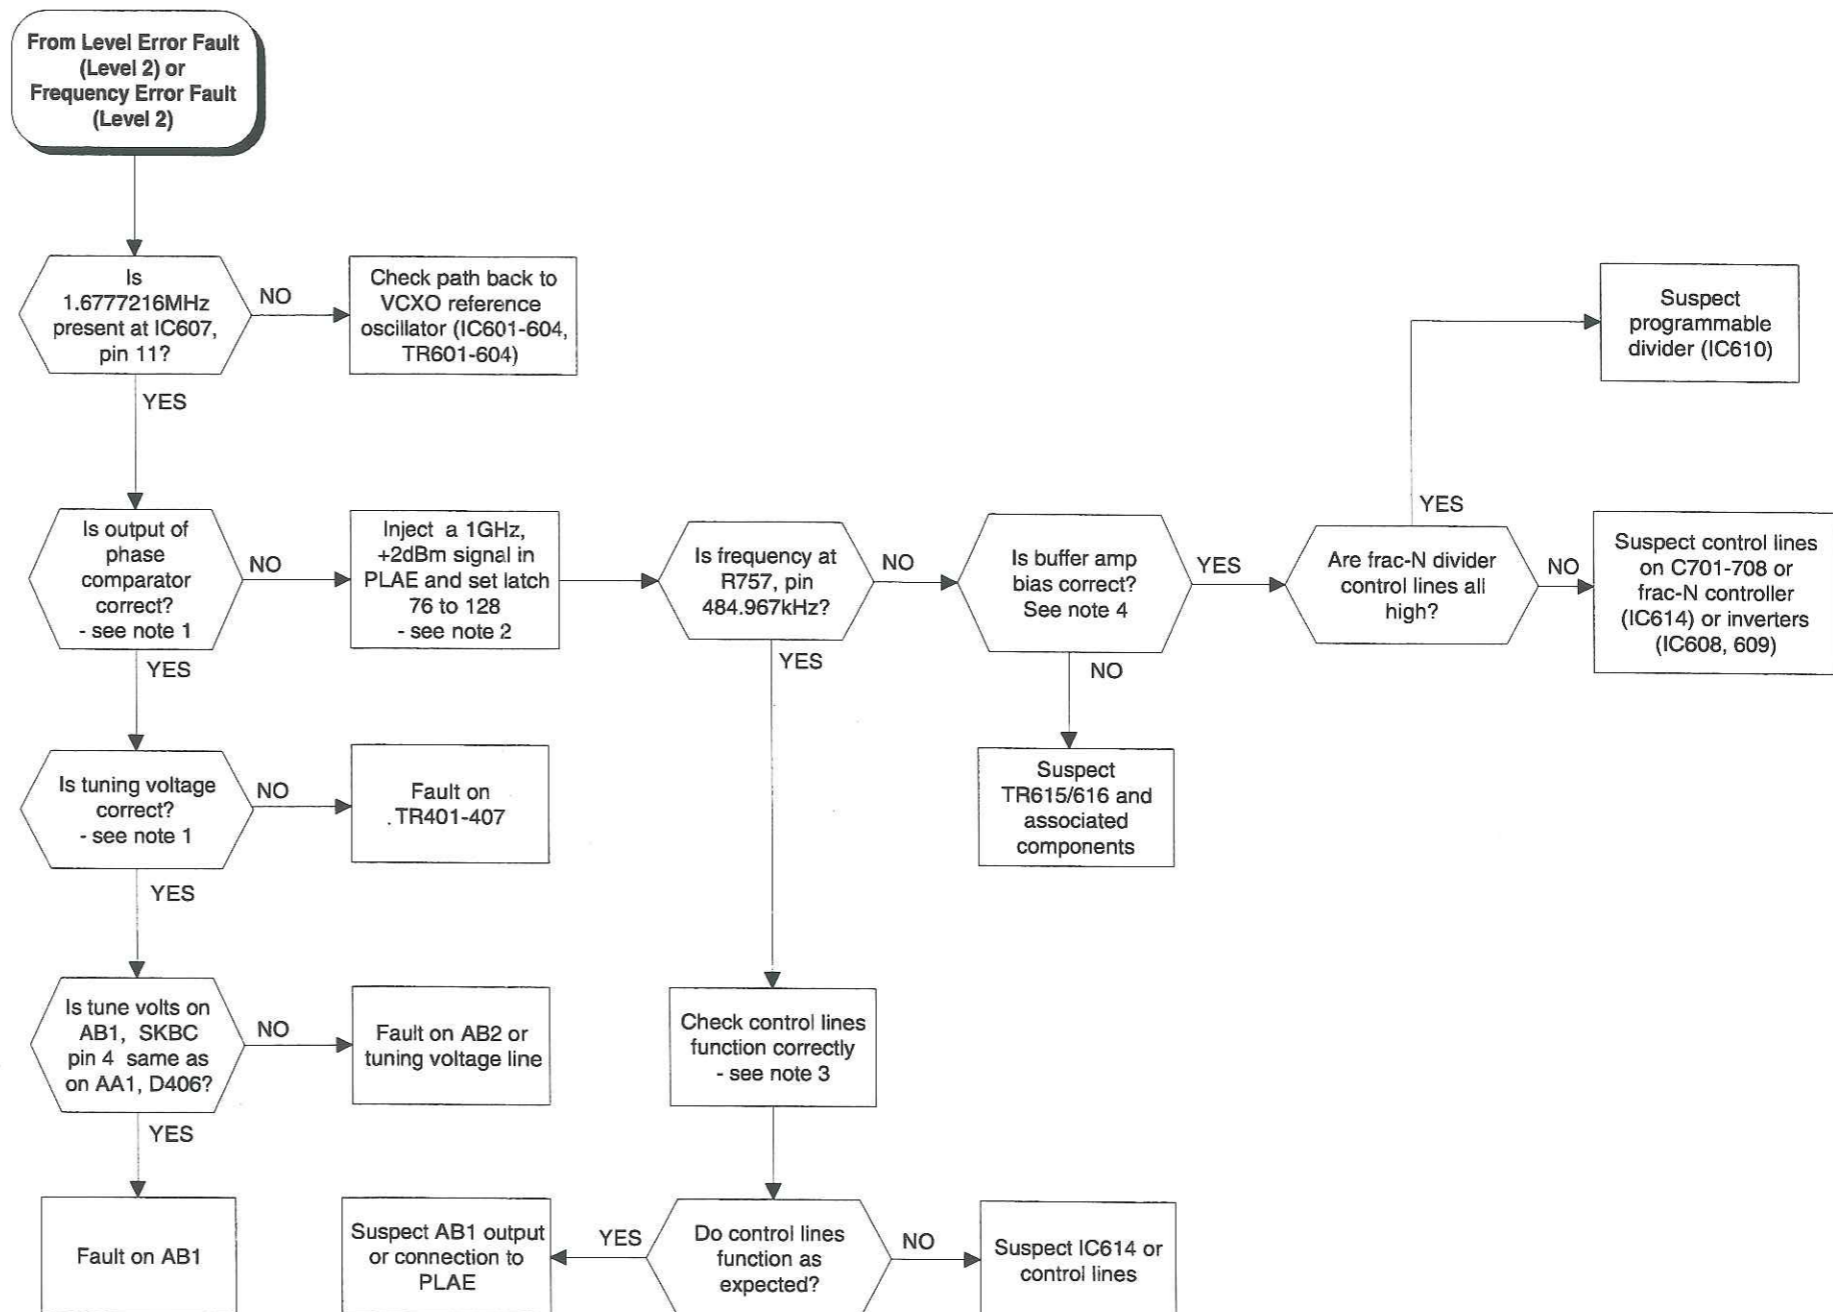 From Level Error Fault
(Level 2) or
Frequency Error Fault
(Level 2)
Is
1.6777216MHz
present at IC607,
pin 11?
NO
Check path back to
VCXO reference
oscillator (IC601-604,
TR601-604)
YES
Suspect
programmable
divider (IC610)
YES
Is output of
phase
comparator
correct?
- see note 1
NO
Inject a 1GHz,
+2dBm signal in
PLAE and set latch
76 to 128
- see note 2
Is frequency at
R757, pin
484.967kHz?
NO
Is buffer amp
bias correct?
See note 4
YES
Are frac-N divider
control lines all
high?
NO
Suspect control lines
on C701-708 or
frac-N controller
(IC614) or inverters
(IC608, 609)
YES
YES
NO
Is tuning voltage
correct?
- see note 1
NO
Fault on
TR401-407
Suspect
TR615/616 and
associated
components
YES
Is tune volts on
AB1, SKBC
pin 4 same as
on AA1, D406?
NO
Fault on AB2 or
tuning voltage line
Check control lines
function correctly
- see note 3
YES
Fault on AB1
Suspect AB1 output
or connection to
PLAE
YES
Do control lines
function as
expected?
NO
Suspect IC614 or
control lines